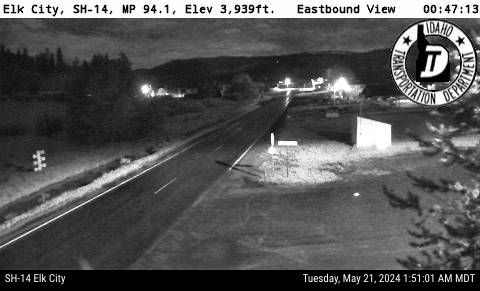 Elk City, SH-14, MP 94.1, Elev 3,939ft. Eastbound View 00:47:13
IDAHO
TRANSPORTATION DEPARTMENT
SH-14 Elk City Tuesday, May 21, 2024 1:51:01 AM MDT